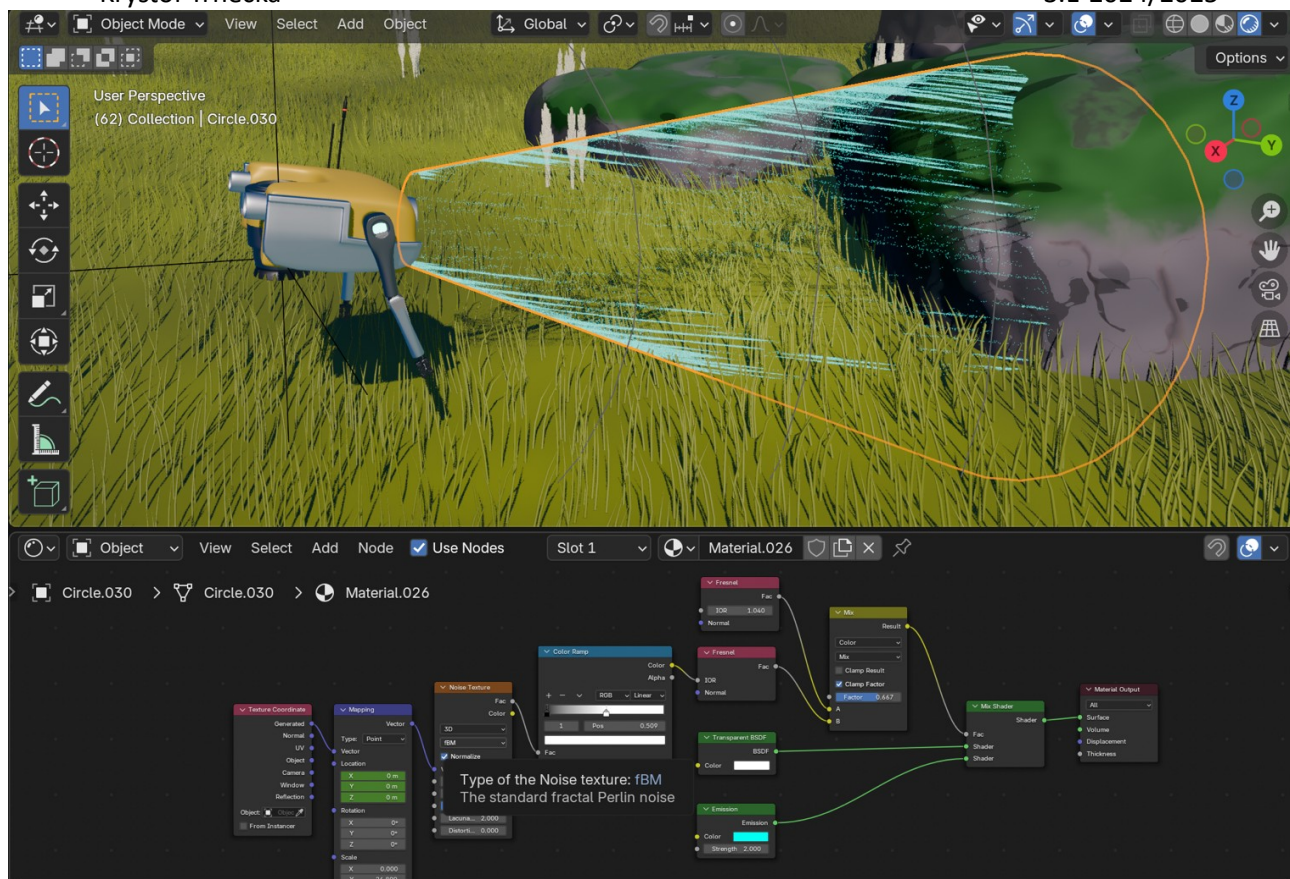 S.L 2024/2025
Object Mode View Select Add Object Global
Options
User Perspective
(62) Collection | Circle.030
Z
X
Y
Object View Select Add Node Use Nodes Slot 1 Material.026
Circle.030 > Circle.030 > Material.026
Fresnel
Fac
IOR 1.040
Normal
Mix
Result
Color
Mix
Clamp Result
Clamp Factor
Factor 0.667
A
B
Color Ramp
Color
Alpha
RGB Linear
1 Pos 0.509
Fac
Fresnel
Fac
IOR
Normal
Noise Texture
Fac
Color
3D
fBM
Normalize
Lacuna... 2.000
Distorti... 0.000
Texture Coordinate
Generated
Normal
UV
Object
Camera
Window
Reflection
Object:
From Instancer
Mapping
Vector
Type: Point
Vector
Location
X 0 m
Y 0 m
Z 0 m
Rotation
X 0°
Y 0°
Z 0°
Scale
X 0.000
Type of the Noise texture: fBM
The standard fractal Perlin noise
Transparent BSDF
BSDF
Color
Emission
Emission
Color
Strength 2.000
Mix Shader
Shader
Fac
Shader
Shader
Material Output
All
Surface
Volume
Displacement
Thickness